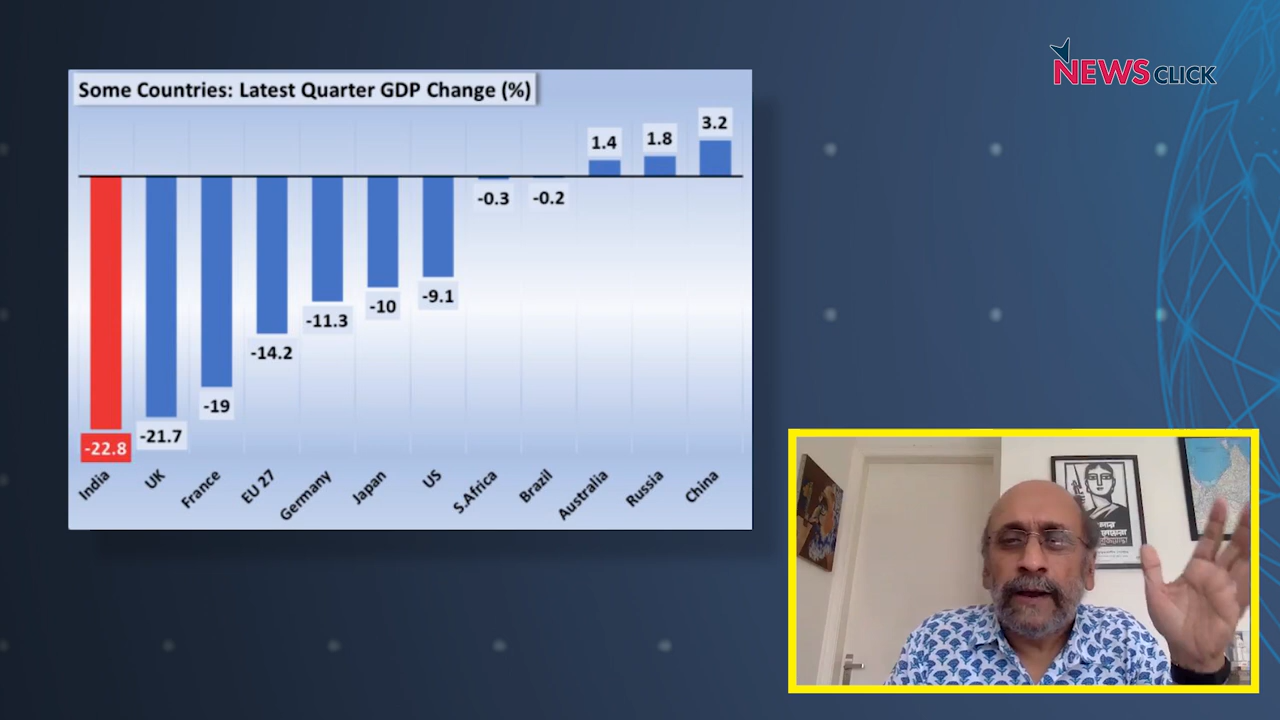 NEWSCLICK
Some Countries: Latest Quarter GDP Change (%)
1.4
1.8
3.2
-22.8
-21.7
-19
-14.2
-11.3
-10
-9.1
-0.3
-0.2
India
UK
France
EU 27
Germany
Japan
US
S.Africa
Brazil
Australia
Russia
China